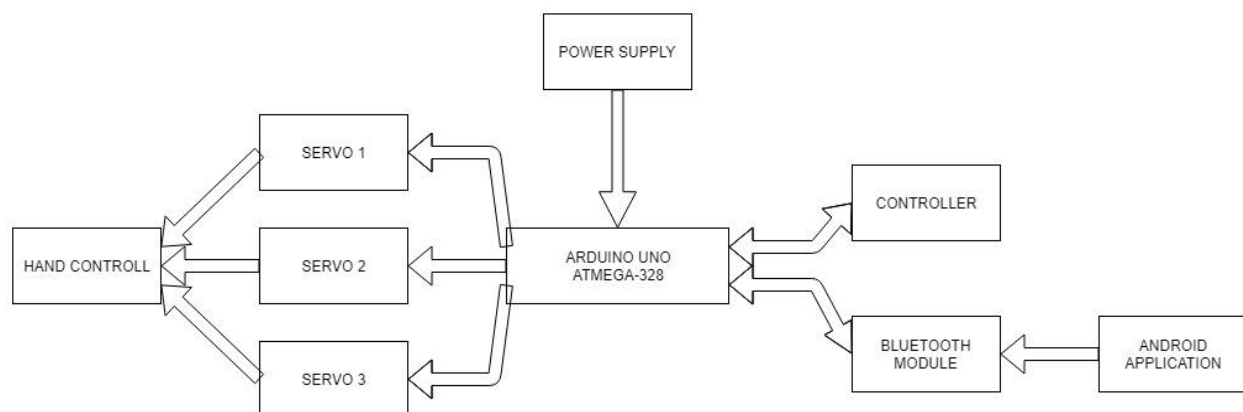 POWER SUPPLY
SERVO 1
CONTROLLER
HAND CONTROLL
SERVO 2
ARDUINO UNO
ATMEGA-328
SERVO 3
BLUETOOTH
MODULE
ANDROID
APPLICATION